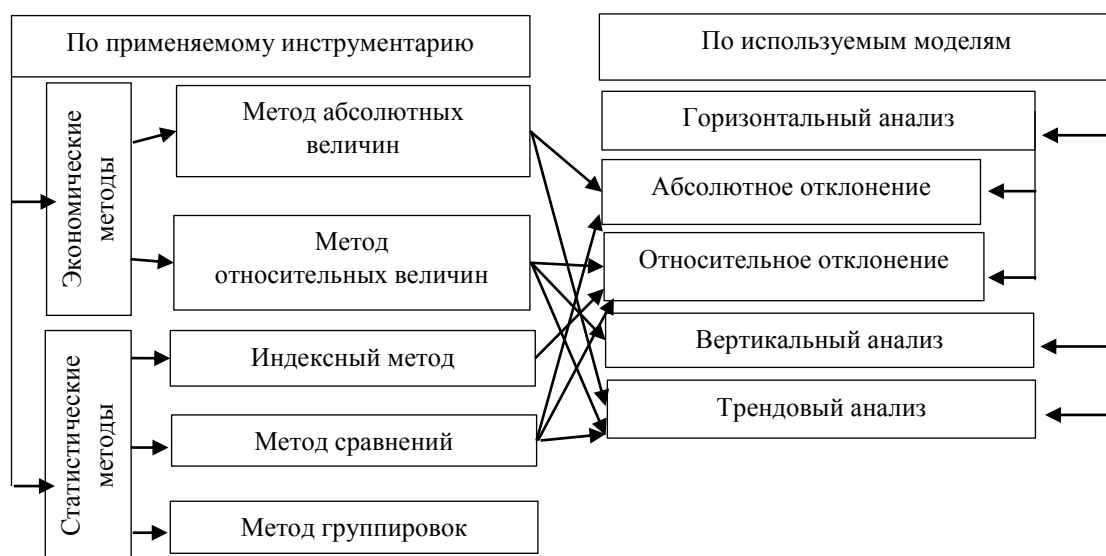 По применяемому инструментарию
По используемым моделям
Экономические
методы
Метод абсолютных
величин
Метод
относительных величин
Статистические
методы
Индексный метод
Метод сравнений
Метод группировок
Горизонтальный анализ
Абсолютное отклонение
Относительное отклонение
Вертикальный анализ
Трендовый анализ